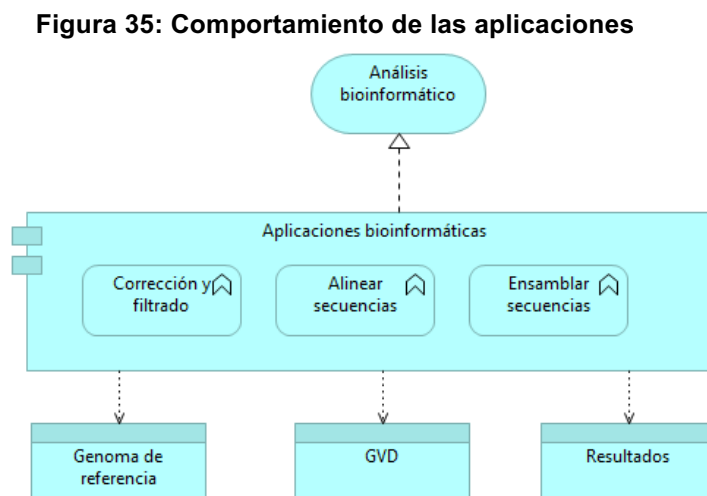 Figura 35: Comportamiento de las aplicaciones
Análisis
bioinformático
Aplicaciones bioinformáticas
Corrección y
filtrado
Alinear
secuencias
Ensamblar
secuencias
Genoma de
referencia
GVD
Resultados